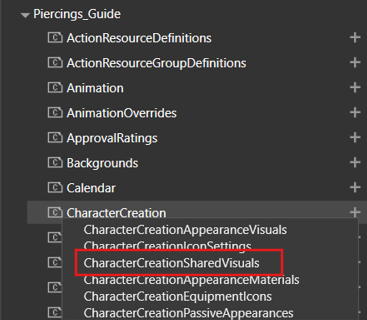 Piercings_Guide
ActionResourceDefinitions
ActionResourceGroupDefinitions
Animation
AnimationOverrides
ApprovalRatings
Backgrounds
Calendar
CharacterCreation
CharacterCreationAppearanceVisuals
CharacterCreationIconSettings
CharacterCreationSharedVisuals
CharacterCreationAppearanceMaterials
CharacterCreationEquipmentIcons
CharacterCreationPassiveAppearances